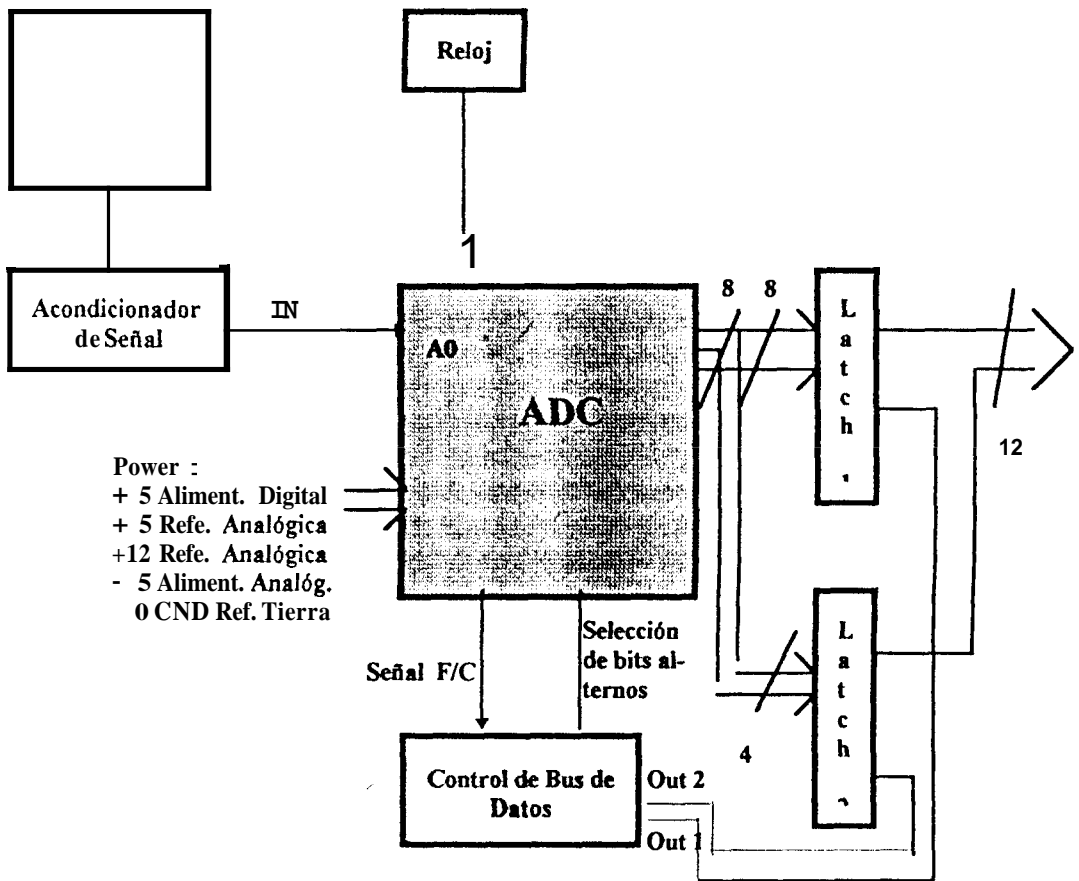 Reloj
1
Acondicionador
de Señal
IN
A0
ADC
8 8
L
a
t
c
h
12
Power :
+ 5 Aliment. Digital
+ 5 Refe. Analógica
+12 Refe. Analógica
- 5 Aliment. Analóg.
0 CND Ref. Tierra
Señal F/C
Selección
de bits al-
ternos
4
L
a
t
c
h
Control de Bus de
Datos
Out 2
Out 1